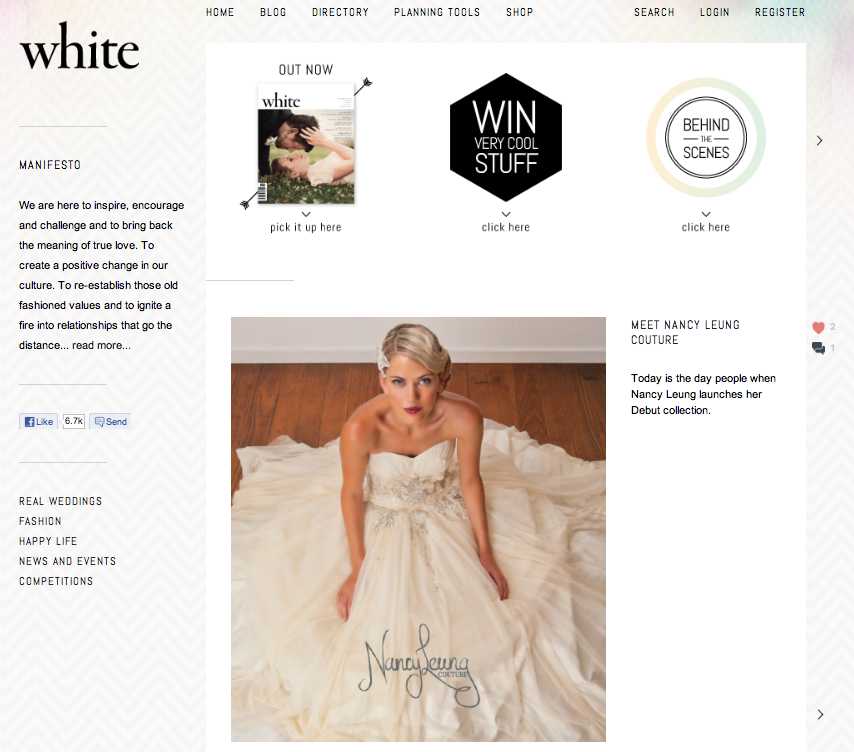 HOME BLOG DIRECTORY PLANNING TOOLS SHOP SEARCH LOGIN REGISTER
white
MANIFESTO
We are here to inspire, encourage
and challenge and to bring back
the meaning of true love. To
create a positive change in our
culture. To re-establish those old
fashioned values and to ignite a
fire into relationships that go the
distance... read more...
Like 6.7k Send
REAL WEDDINGS
FASHION
HAPPY LIFE
NEWS AND EVENTS
COMPETITIONS
OUT NOW
white
pick it up here
WIN
VERY COOL
STUFF
click here
BEHIND
THE
SCENES
click here
Nancy Leung
COUTURE
MEET NANCY LEUNG
COUTURE
Today is the day people when
Nancy Leung launches her
Debut collection.
2
1